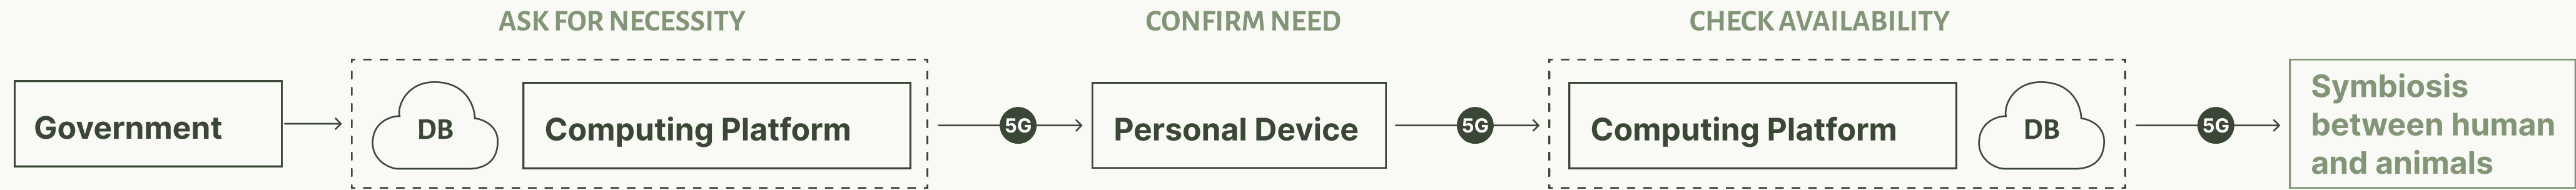 ASK FOR NECESSITY
CONFIRM NEED
CHECK AVAILABILITY
Government
DB
Computing Platform
5G
Personal Device
5G
Computing Platform
DB
5G
Symbiosis
between human
and animals